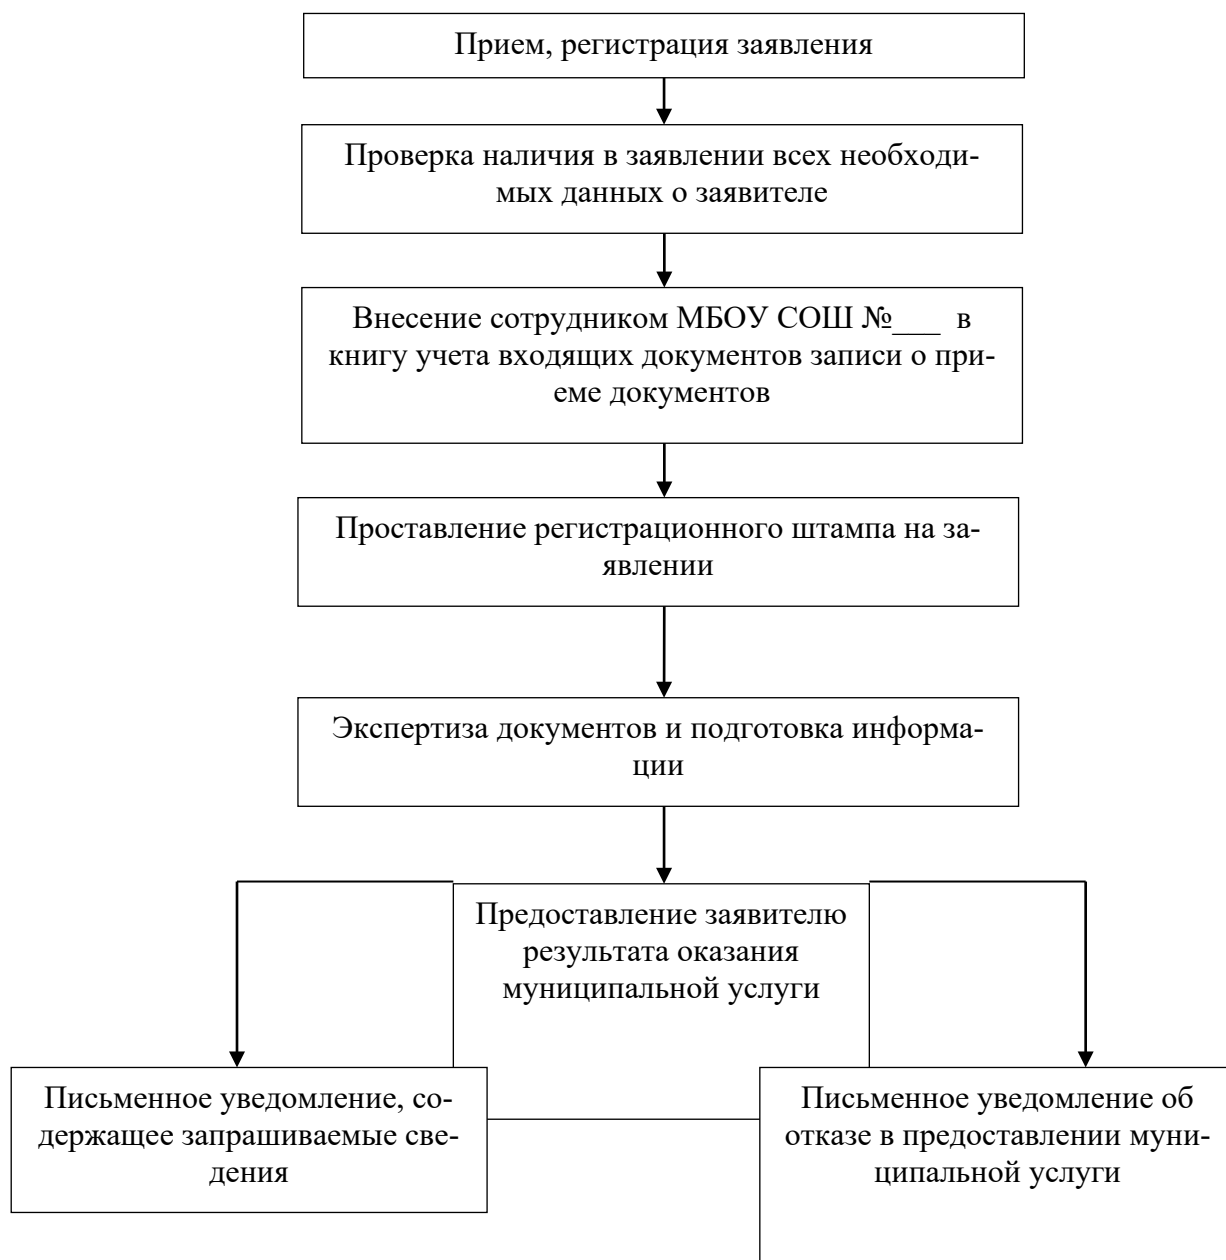 Прием, регистрация заявления
Проверка наличия в заявлении всех необходи-
мых данных о заявителе
Внесение сотрудником МБОУ СОШ №___ в
книгу учета входящих документов записи о при-
еме документов
Проставление регистрационного штампа на за-
явлении
Экспертиза документов и подготовка информа-
ции
Предоставление заявителю
результата оказания
муниципальной услуги
Письменное уведомление, со-
держащее запрашиваемые све-
дения
Письменное уведомление об
отказе в предоставлении муни-
ципальной услуги